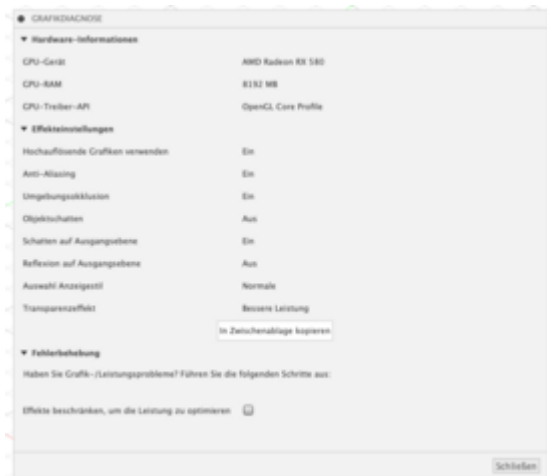 GRAFIKDIAGNOSE
Hardware-Informationen
GPU-Gerät AMD Radeon RX 580
GPU-RAM 8192 MB
GPU-Treiber-API OpenGL Core Profile
Effekteinstellungen
Hochauflösende Grafiken verwenden Ein
Anti-Aliasing Ein
Umgebungsokklusion Ein
Objektschatten Aus
Schatten auf Ausgangsebene Ein
Reflexion auf Ausgangsebene Aus
Auswahl Anzeigestil Normale
Transparenzeffekt Bessere Leistung
In Zwischenablage kopieren
Fehlerbehebung
Haben Sie Grafik-/Leistungsprobleme? Führen Sie die folgenden Schritte aus:
Effekte beschränken, um die Leistung zu optimieren
Schließen